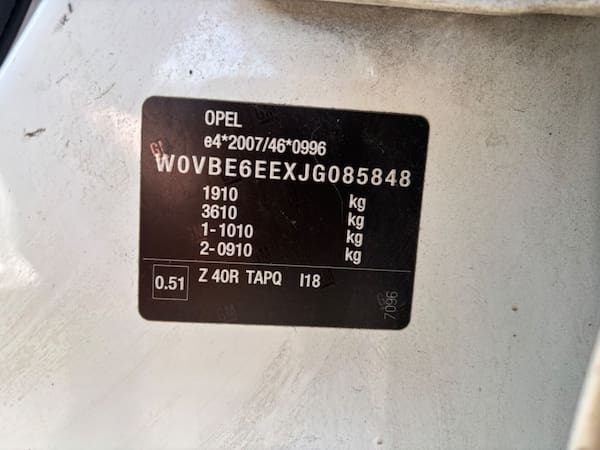 OPEL
e4*2007/46*0996
W0VBE6EEXJG085848
1910 kg
3610 kg
1-1010 kg
2-0910 kg
0.51 Z 40R TAPQ I18
7096
GM